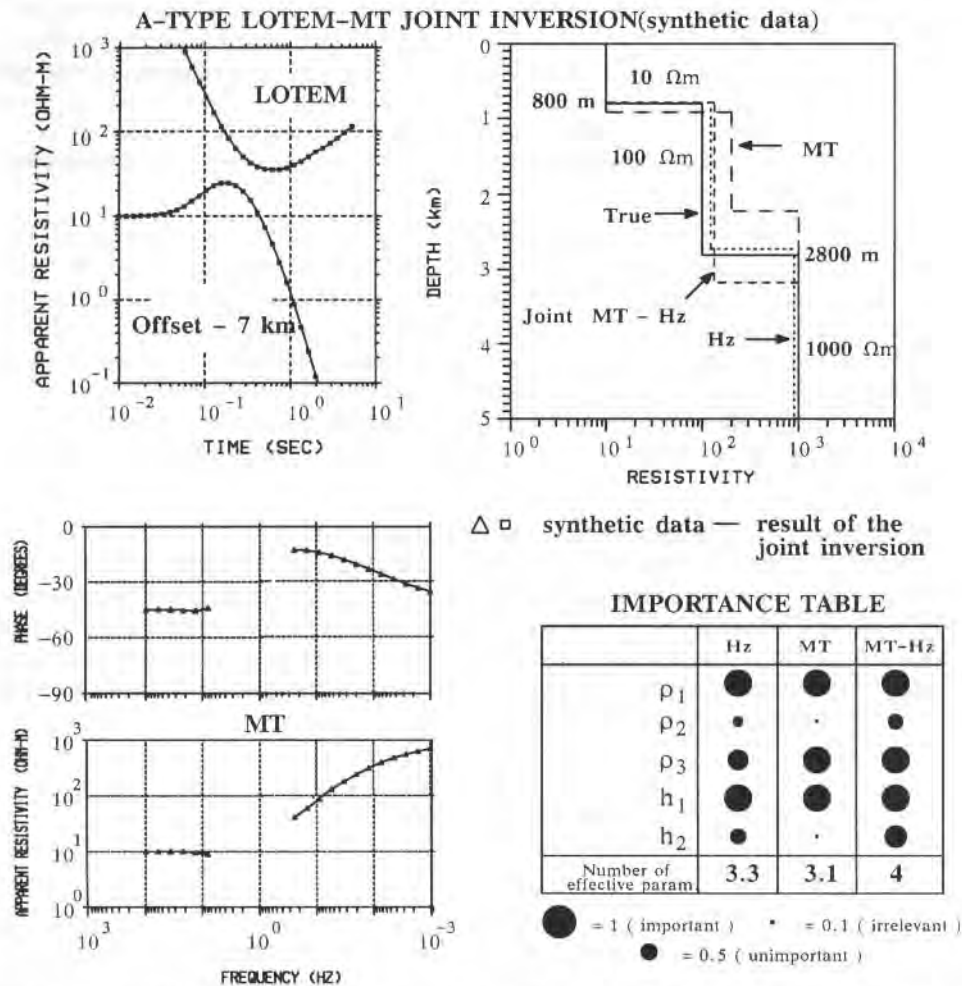 A-TYPE LOTEM-MT JOINT INVERSION(synthetic data)
APPARENT RESISTIVITY (OHM-M)
10^3
10^2
10^1
10^0
10^-1
LOTEM
Offset - 7 km
10^-2
10^-1
10^0
10^1
TIME (SEC)
DEPTH (km)
0
1
2
3
4
5
10 Ωm
800 m
100 Ωm
MT
True
2800 m
Joint MT - Hz
Hz
1000 Ωm
10^0
10^1
10^2
10^3
10^4
RESISTIVITY
PHASE (DEGREES)
0
-30
-60
-90
△ □ synthetic data — result of the
joint inversion
MT
APPARENT RESISTIVITY (OHM-M)
10^3
10^2
10^1
10^0
10^3
10^0
10^-3
FREQUENCY (HZ)
IMPORTANCE TABLE
Hz MT MT-Hz
ρ1
ρ2
ρ3
h1
h2
Number of
effective param 3.3 3.1 4
= 1 ( important ) = 0.1 ( irrelevant )
= 0.5 ( unimportant )